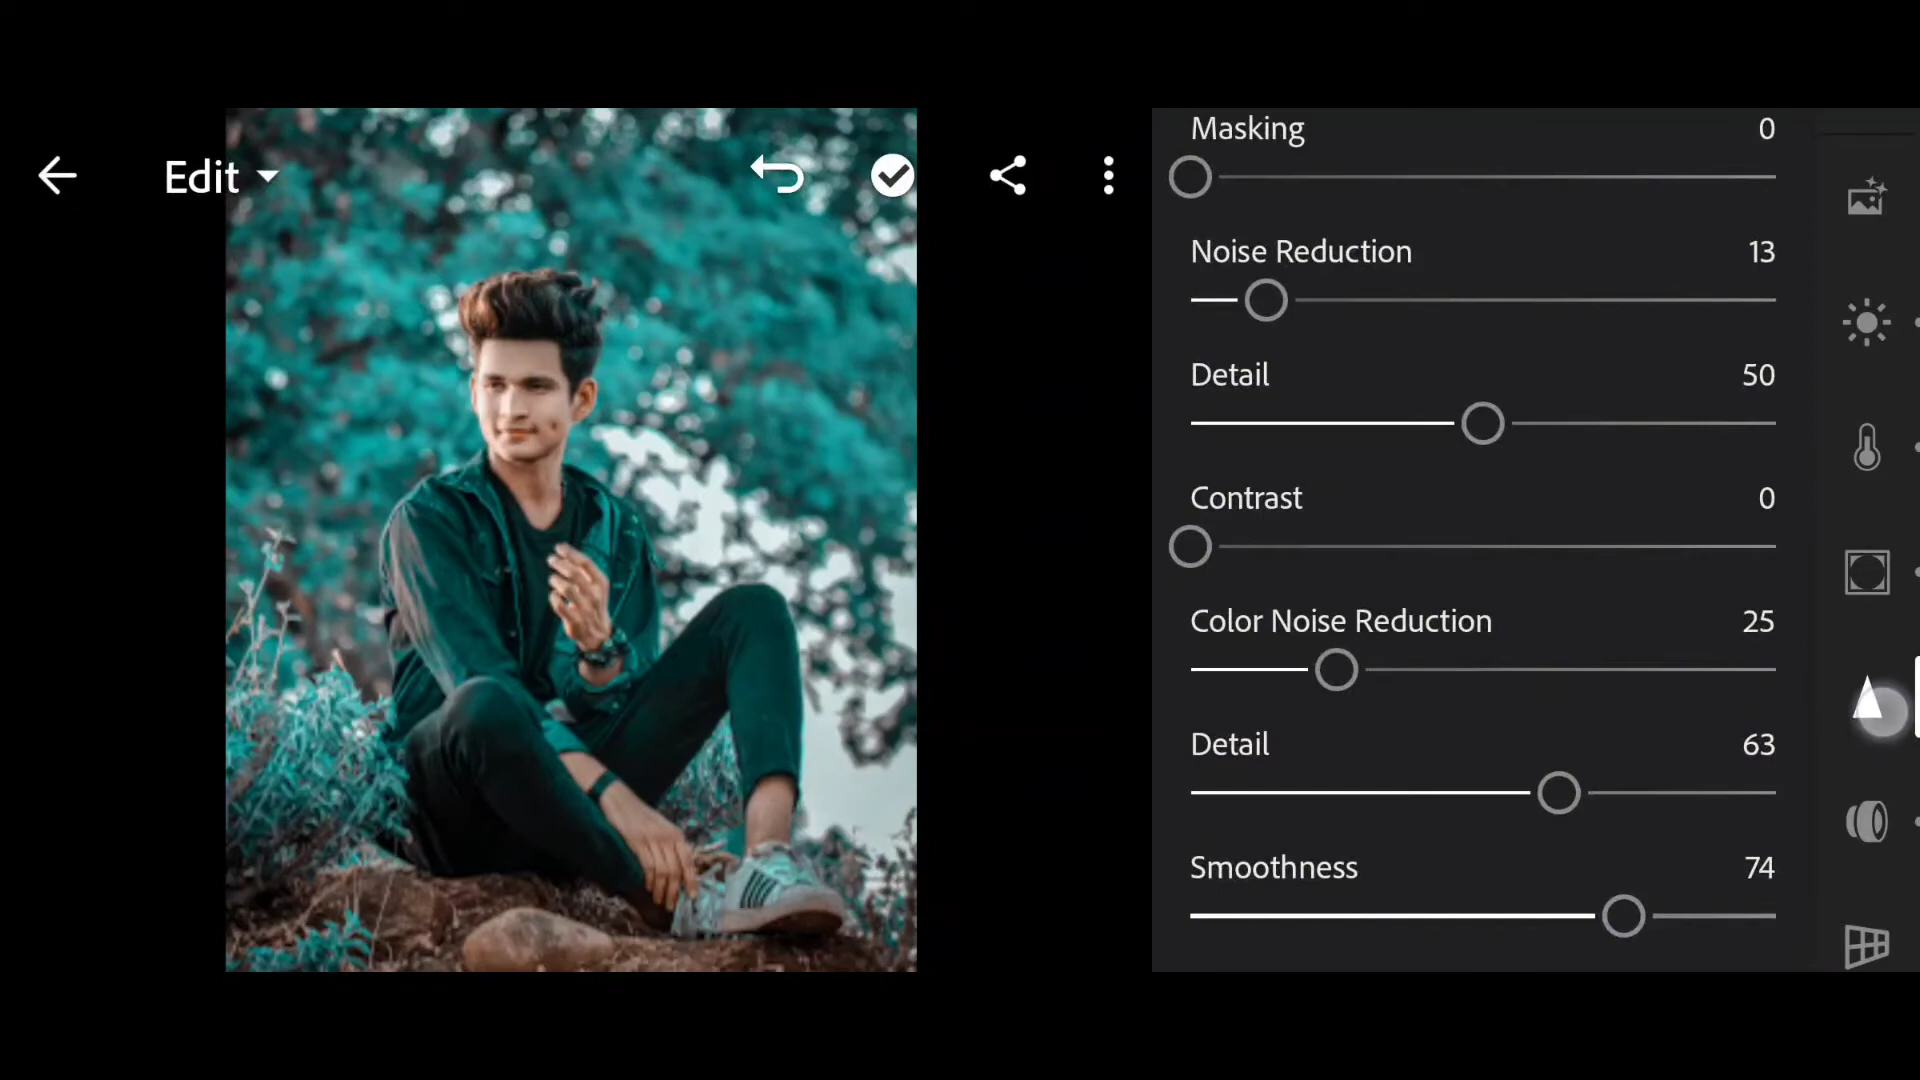 Edit
Masking 0
Noise Reduction 13
Detail 50
Contrast 0
Color Noise Reduction 25
Detail 63
Smoothness 74